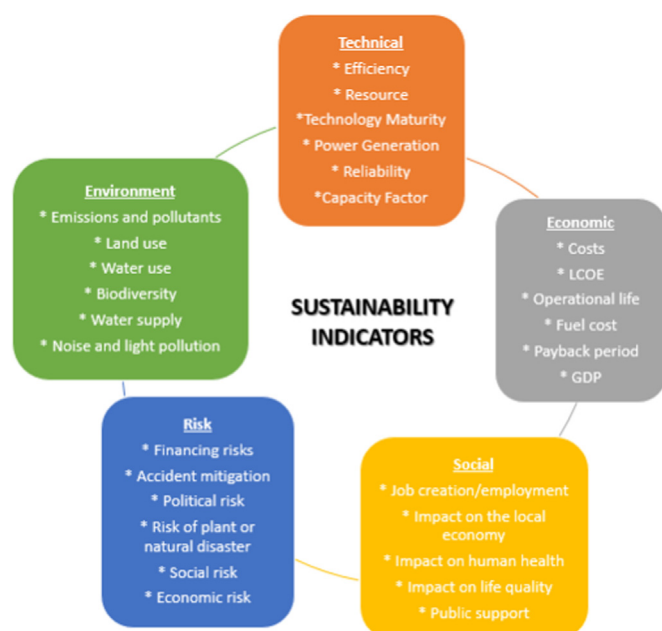 Technical
* Efficiency
* Resource
*Technology Maturity
* Power Generation
* Reliability
*Capacity Factor
Environment
* Emissions and pollutants
* Land use
* Water use
* Biodiversity
* Water supply
* Noise and light pollution
Economic
* Costs
* LCOE
* Operational life
* Fuel cost
* Payback period
* GDP
SUSTAINABILITY
INDICATORS
Risk
* Financing risks
* Accident mitigation
* Political risk
* Risk of plant or
natural disaster
* Social risk
* Economic risk
Social
* Job creation/employment
* Impact on the local
economy
* Impact on human health
* Impact on life quality
* Public support